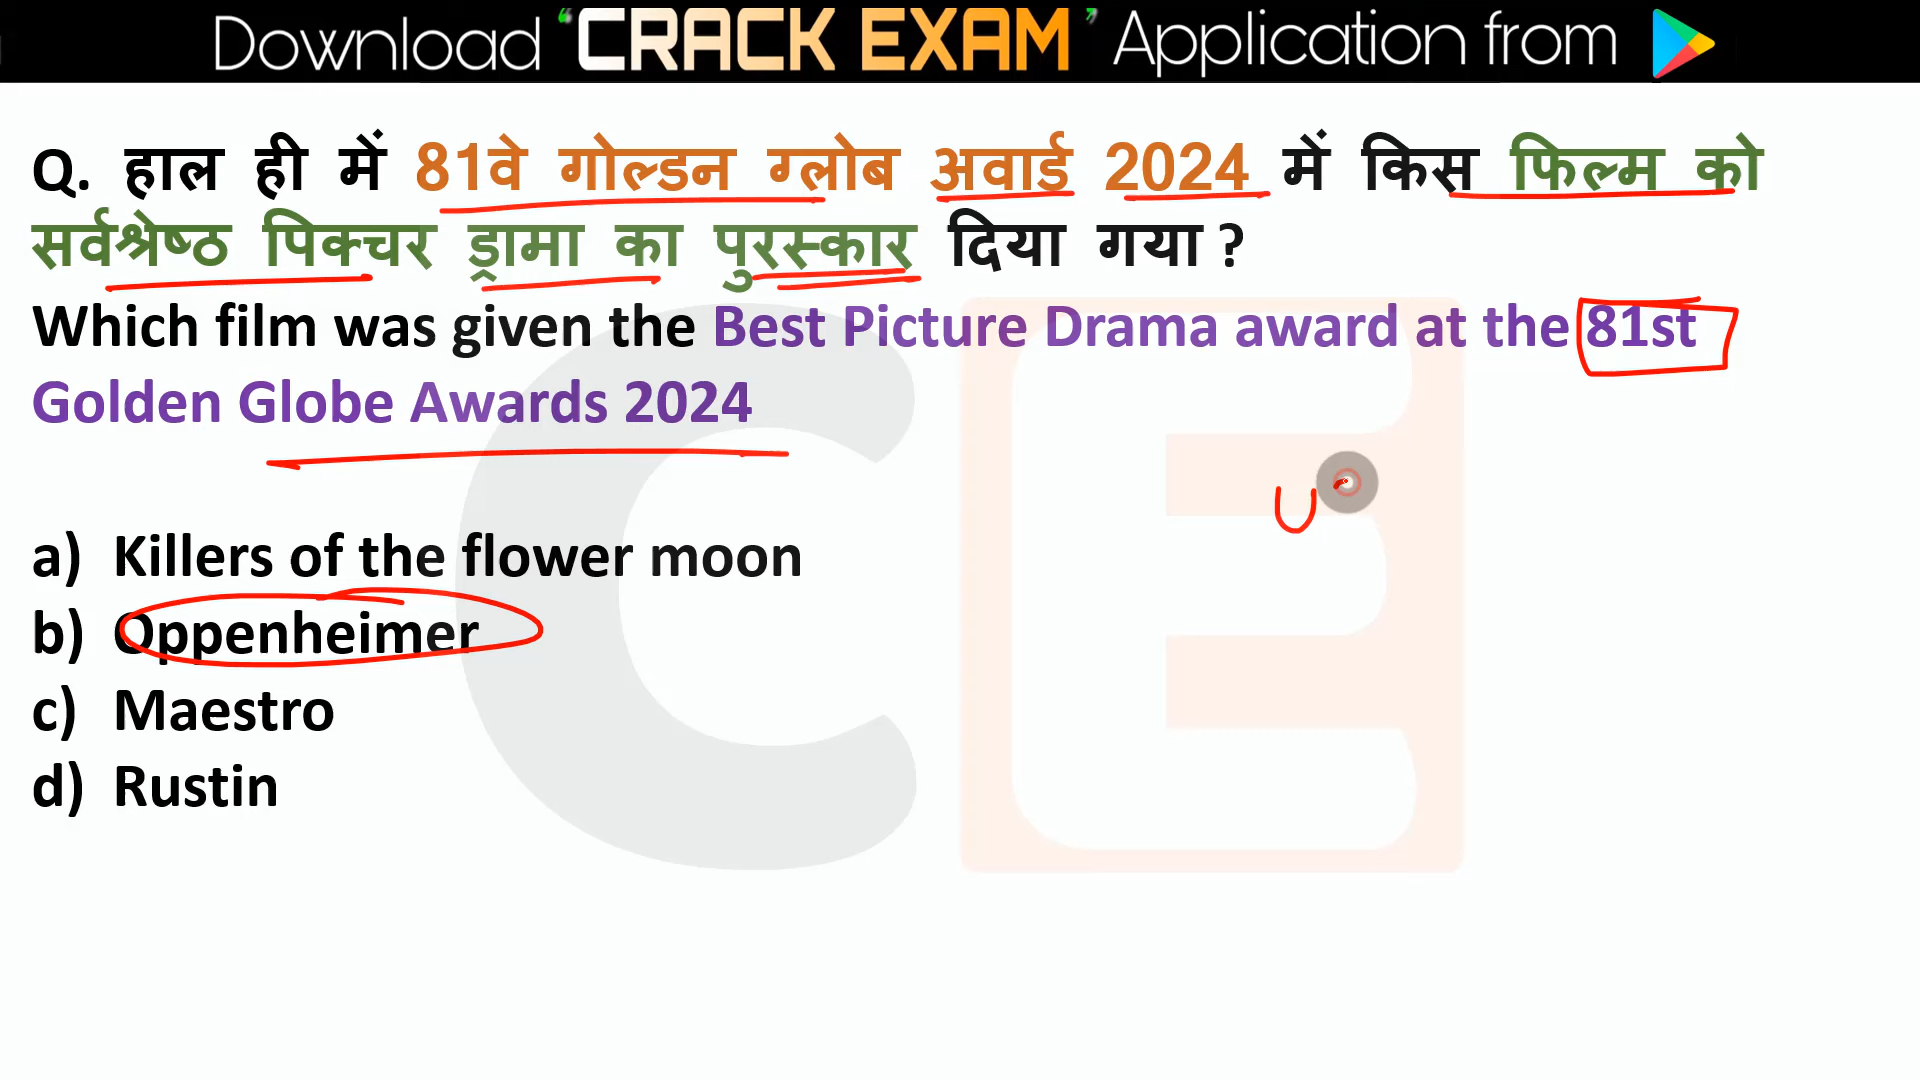 Download ‘CRACK EXAM’ Application from
Q. हाल ही में 81वे गोल्डन ग्लोब अवार्ड 2024 में किस फिल्म को
सर्वश्रेष्ठ पिक्चर ड्रामा का पुरस्कार दिया गया ?
Which film was given the Best Picture Drama award at the 81st
Golden Globe Awards 2024
a) Killers of the flower moon
b) Oppenheimer
c) Maestro
d) Rustin
CE